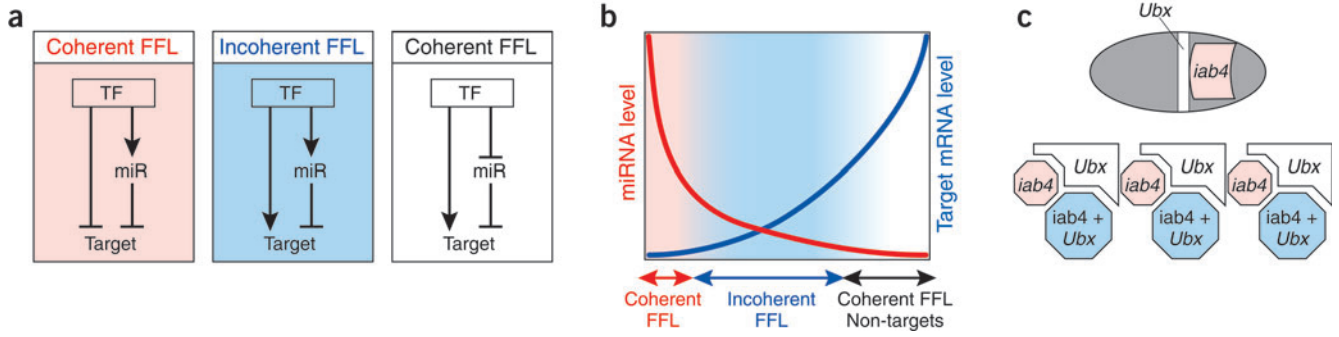 a
Coherent FFL
TF
miR
Target
Incoherent FFL
TF
miR
Target
Coherent FFL
TF
miR
Target
b
miRNA level
Target mRNA level
Coherent
FFL
Incoherent
FFL
Coherent FFL
Non-targets
c
Ubx
iab4
Ubx
Ubx
Ubx
iab4
iab4
iab4
iab4 +
Ubx
iab4 +
Ubx
iab4 +
Ubx